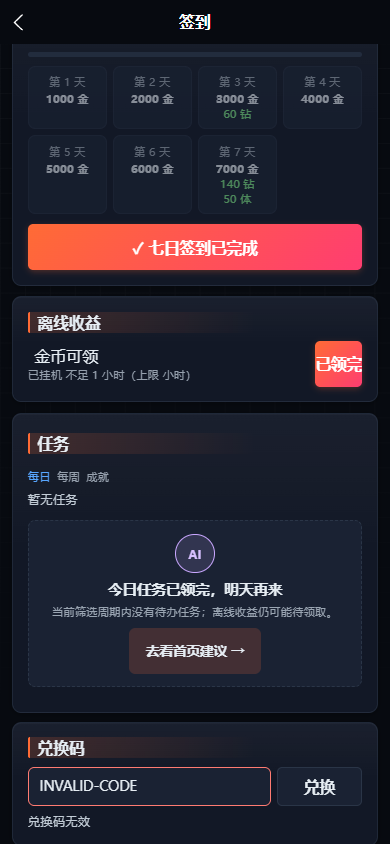 签到
第 1 天
1000 金
第 2 天
2000 金
第 3 天
3000 金
60 钻
第 4 天
4000 金
第 5 天
5000 金
第 6 天
6000 金
第 7 天
7000 金
140 钻
50 体
✓ 七日签到已完成
离线收益
金币可领
已挂机 不足 1 小时（上限 小时）
已领完
任务
每日 每周 成就
暂无任务
AI
今日任务已领完，明天再来
当前筛选周期内没有待办任务；离线收益仍可能待领取。
去看首页建议 →
兑换码
INVALID-CODE
兑换
兑换码无效